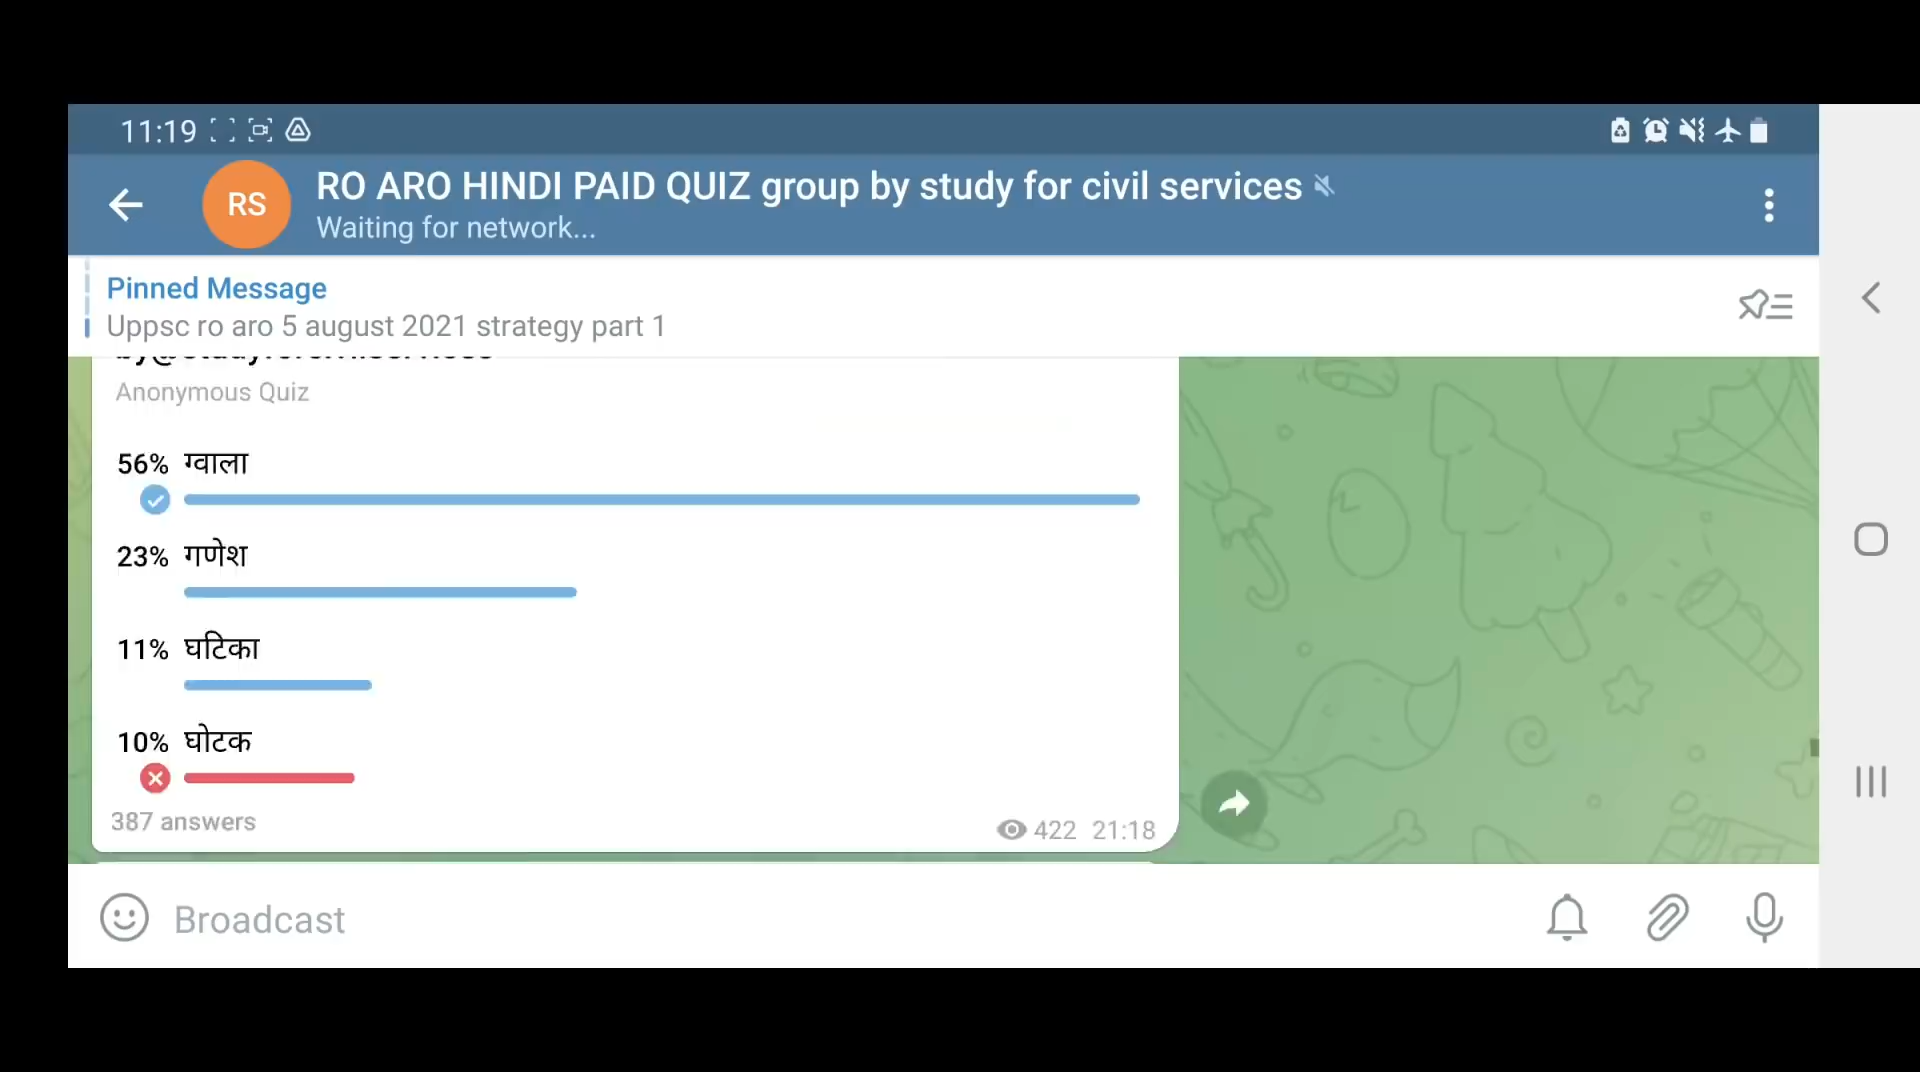 11:19
RS
RO ARO HINDI PAID QUIZ group by study for civil services
Waiting for network...
Pinned Message
Uppsc ro aro 5 august 2021 strategy part 1
Anonymous Quiz
56% ग्वाला
23% गणेश
11% घटिका
10% घोटक
387 answers
422 21:18
Broadcast